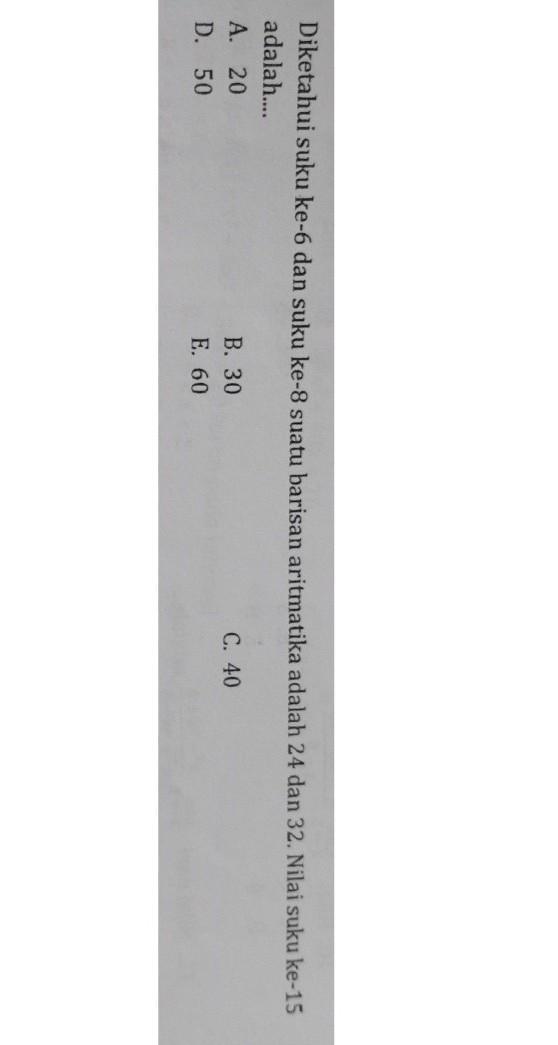 Diketahui suku ke-6 dan suku ke-8 suatu barisan aritmatika adalah 24 dan 32. Nilai suku ke-15
adalah....
A. 20 B. 30 C. 40
D. 50 E. 60